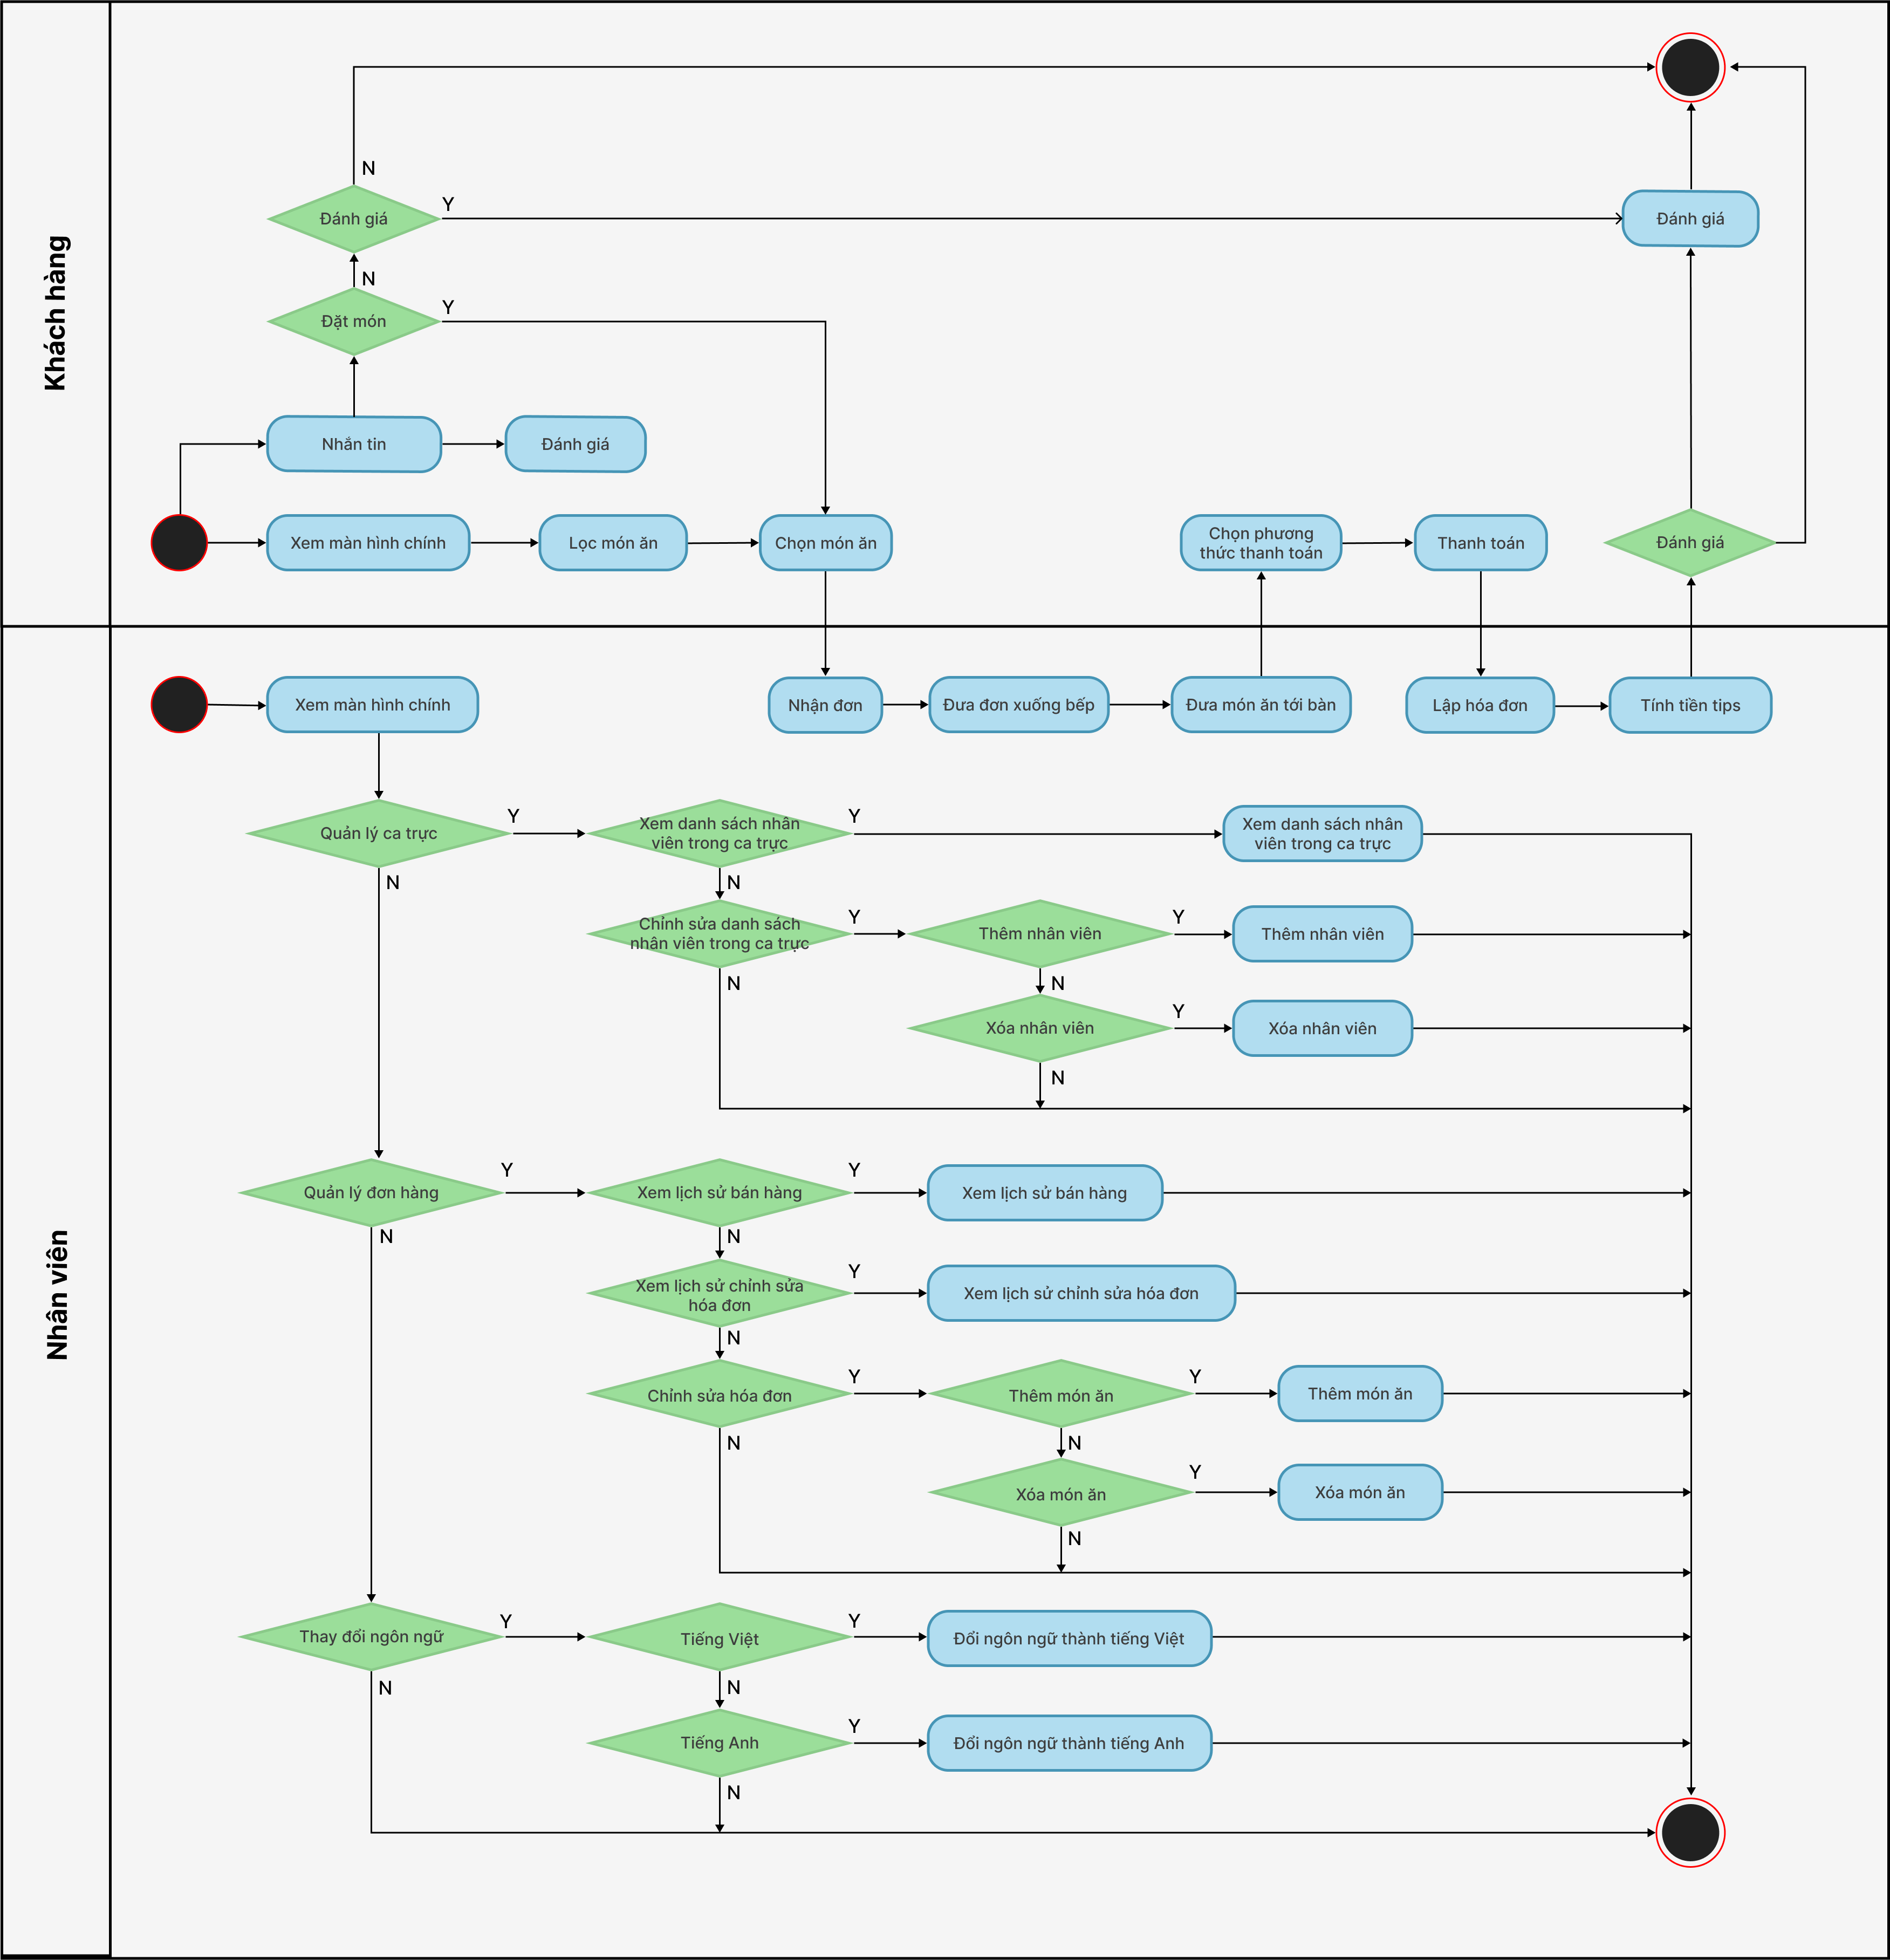 Khách hàng
N
Đánh giá
Y
Đánh giá
N
Đặt món
Y
Nhắn tin
Đánh giá
Xem màn hình chính
Lọc món ăn
Chọn món ăn
Chọn phương
thức thanh toán
Thanh toán
Đánh giá
Nhân viên
Xem màn hình chính
Nhận đơn
Đưa đơn xuống bếp
Đưa món ăn tới bàn
Lập hóa đơn
Tính tiền tips
Quản lý ca trực
Y
Xem danh sách nhân
viên trong ca trực
Y
Xem danh sách nhân
viên trong ca trực
N
N
Chỉnh sửa danh sách
nhân viên trong ca trực
Y
Thêm nhân viên
Y
Thêm nhân viên
N
N
Xóa nhân viên
Y
Xóa nhân viên
N
Quản lý đơn hàng
Y
Xem lịch sử bán hàng
Y
Xem lịch sử bán hàng
N
N
Xem lịch sử chỉnh sửa
hóa đơn
Y
Xem lịch sử chỉnh sửa hóa đơn
N
Chỉnh sửa hóa đơn
Y
Thêm món ăn
Y
Thêm món ăn
N
N
Xóa món ăn
Y
Xóa món ăn
N
Thay đổi ngôn ngữ
Y
Tiếng Việt
Y
Đổi ngôn ngữ thành tiếng Việt
N
N
Tiếng Anh
Y
Đổi ngôn ngữ thành tiếng Anh
N